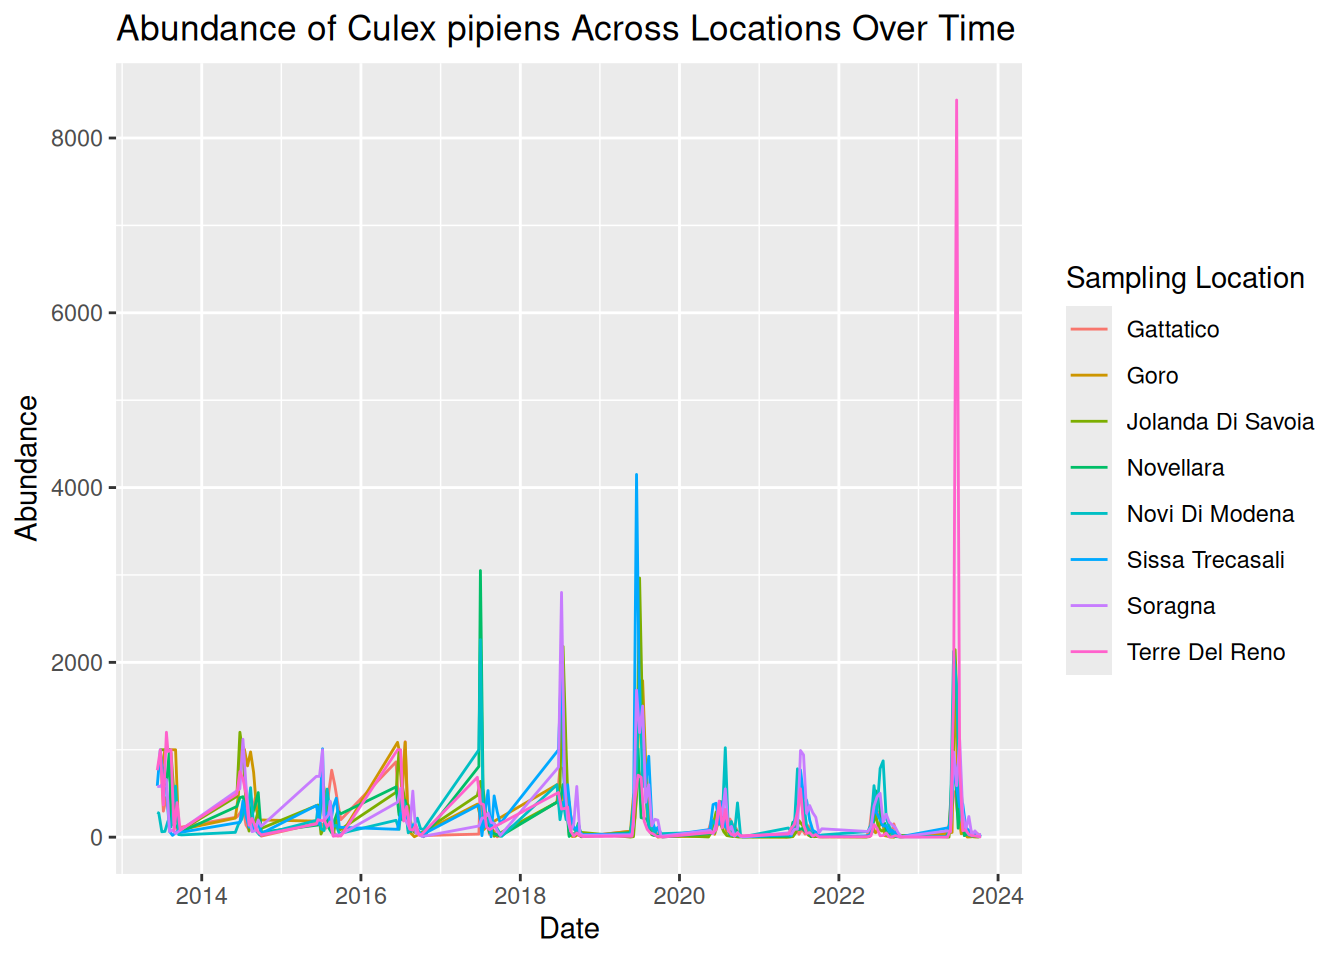 Abundance of Culex pipiens Across Locations Over Time
Abundance
8000
6000
4000
2000
0
2014 2016 2018 2020 2022 2024
Date
Sampling Location
Gattatico
Goro
Jolanda Di Savoia
Novellara
Novi Di Modena
Sissa Trecasali
Soragna
Terre Del Reno